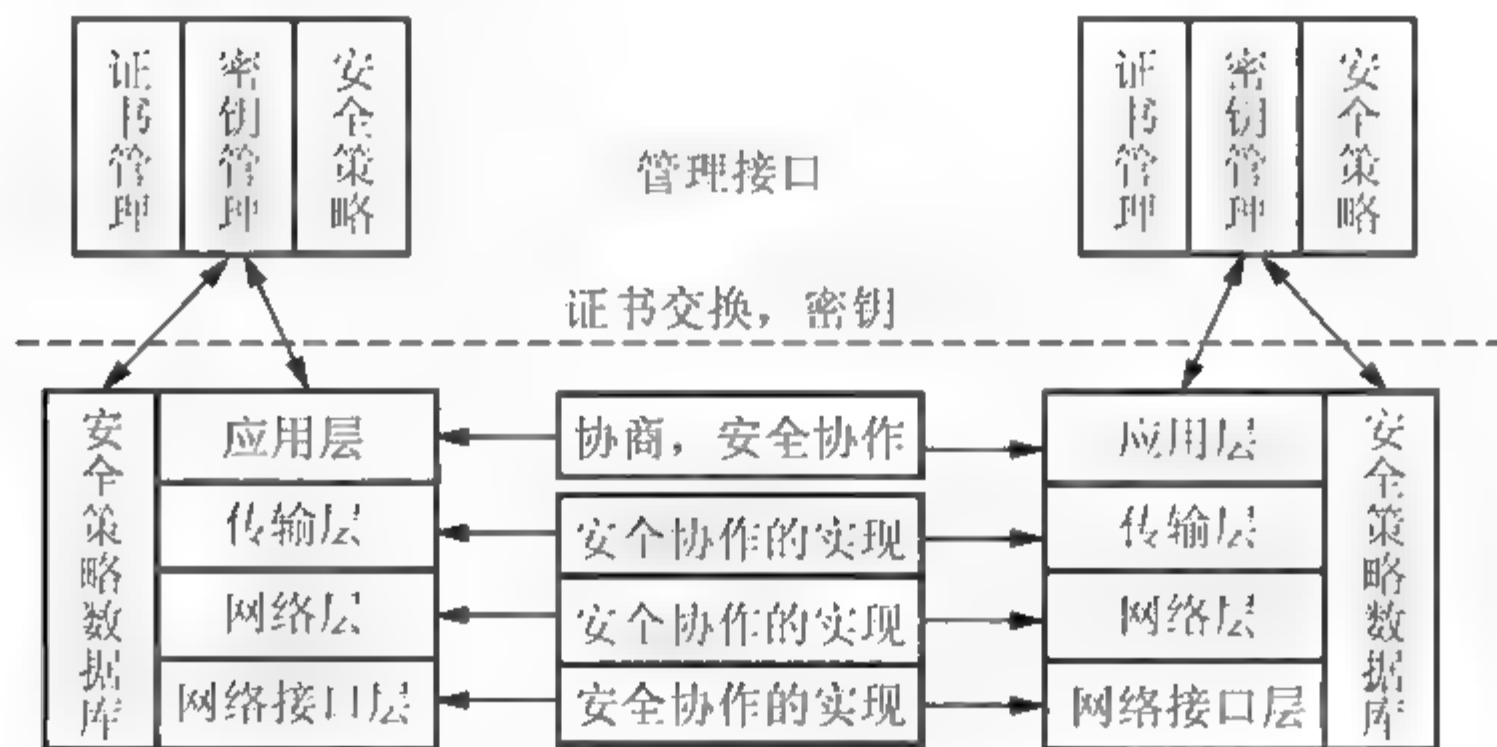 证书管理
密钥管理
安全策略
管理接口
证书管理
密钥管理
安全策略
证书交换，密钥
安全策略数据库
应用层
协商，安全协作
应用层
安全策略数据库
传输层
安全协作的实现
传输层
网络层
安全协作的实现
网络层
网络接口层
安全协作的实现
网络接口层